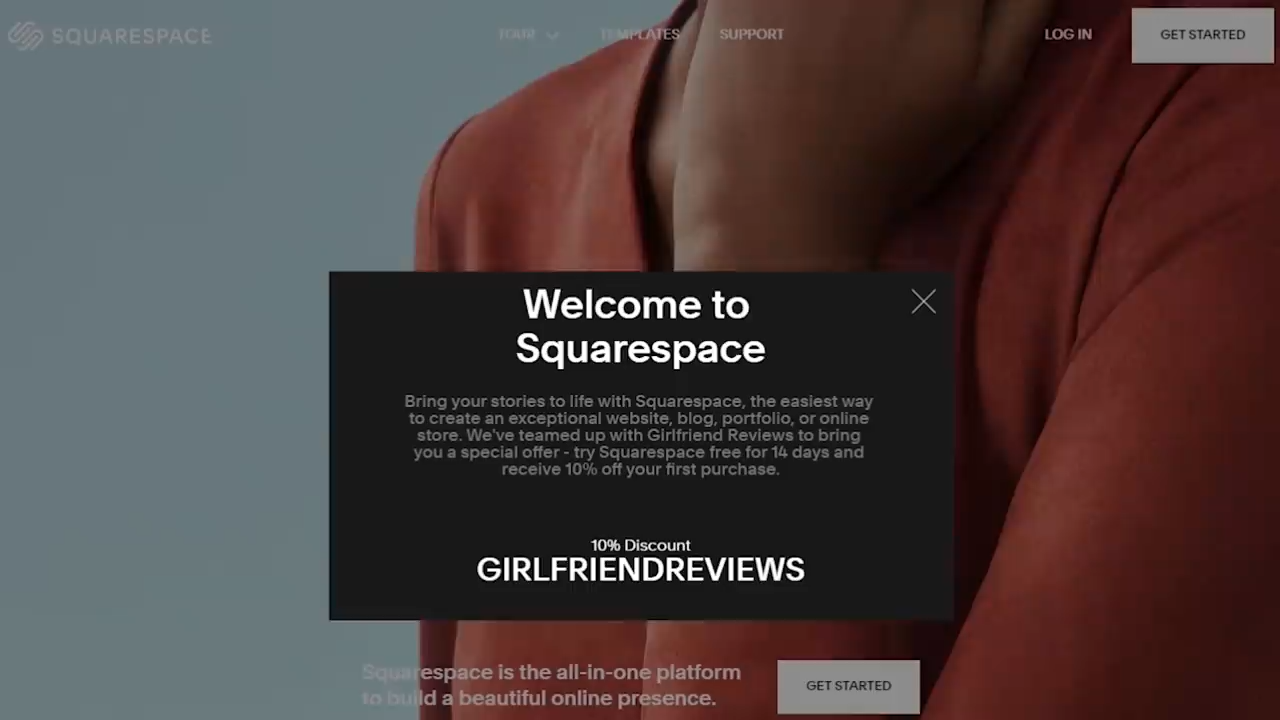 SQUARESPACE
TOUR
TEMPLATES
SUPPORT
LOG IN
GET STARTED
Welcome to
Squarespace
Bring your stories to life with Squarespace, the easiest way
to create an exceptional website, blog, portfolio, or online
store. We've teamed up with Girlfriend Reviews to bring
you a special offer - try Squarespace free for 14 days and
receive 10% off your first purchase.
10% Discount
GIRLFRIENDREVIEWS
Squarespace is the all-in-one platform
to build a beautiful online presence.
GET STARTED